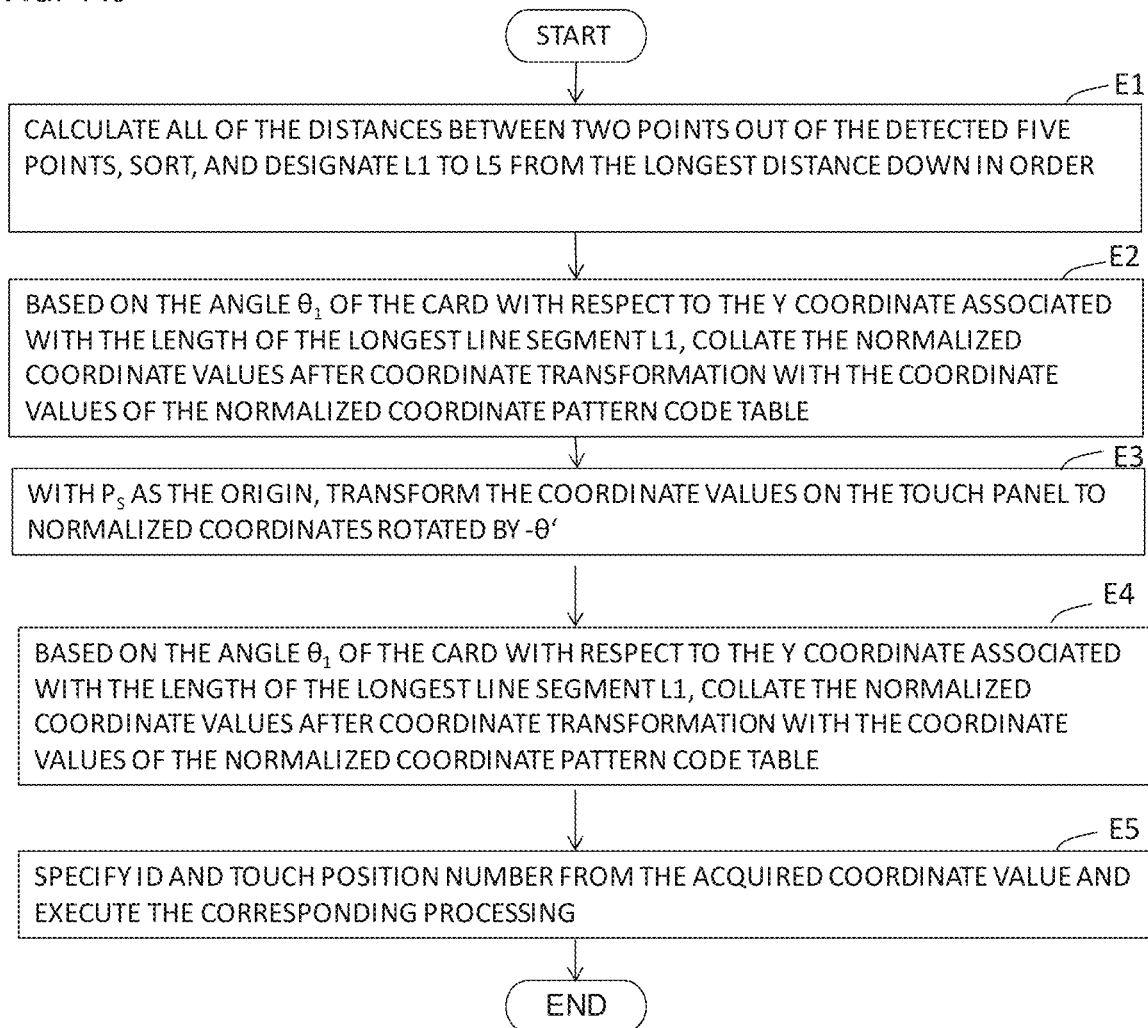 START
E1
CALCULATE ALL OF THE DISTANCES BETWEEN TWO POINTS OUT OF THE DETECTED FIVE
POINTS, SORT, AND DESIGNATE L1 TO L5 FROM THE LONGEST DISTANCE DOWN IN ORDER
E2
BASED ON THE ANGLE θ₁ OF THE CARD WITH RESPECT TO THE Y COORDINATE ASSOCIATED
WITH THE LENGTH OF THE LONGEST LINE SEGMENT L1, COLLATE THE NORMALIZED
COORDINATE VALUES AFTER COORDINATE TRANSFORMATION WITH THE COORDINATE
VALUES OF THE NORMALIZED COORDINATE PATTERN CODE TABLE
E3
WITH Pₛ AS THE ORIGIN, TRANSFORM THE COORDINATE VALUES ON THE TOUCH PANEL TO
NORMALIZED COORDINATES ROTATED BY -θ‘
E4
BASED ON THE ANGLE θ₁ OF THE CARD WITH RESPECT TO THE Y COORDINATE ASSOCIATED
WITH THE LENGTH OF THE LONGEST LINE SEGMENT L1, COLLATE THE NORMALIZED
COORDINATE VALUES AFTER COORDINATE TRANSFORMATION WITH THE COORDINATE
VALUES OF THE NORMALIZED COORDINATE PATTERN CODE TABLE
E5
SPECIFY ID AND TOUCH POSITION NUMBER FROM THE ACQUIRED COORDINATE VALUE AND
EXECUTE THE CORRESPONDING PROCESSING
END